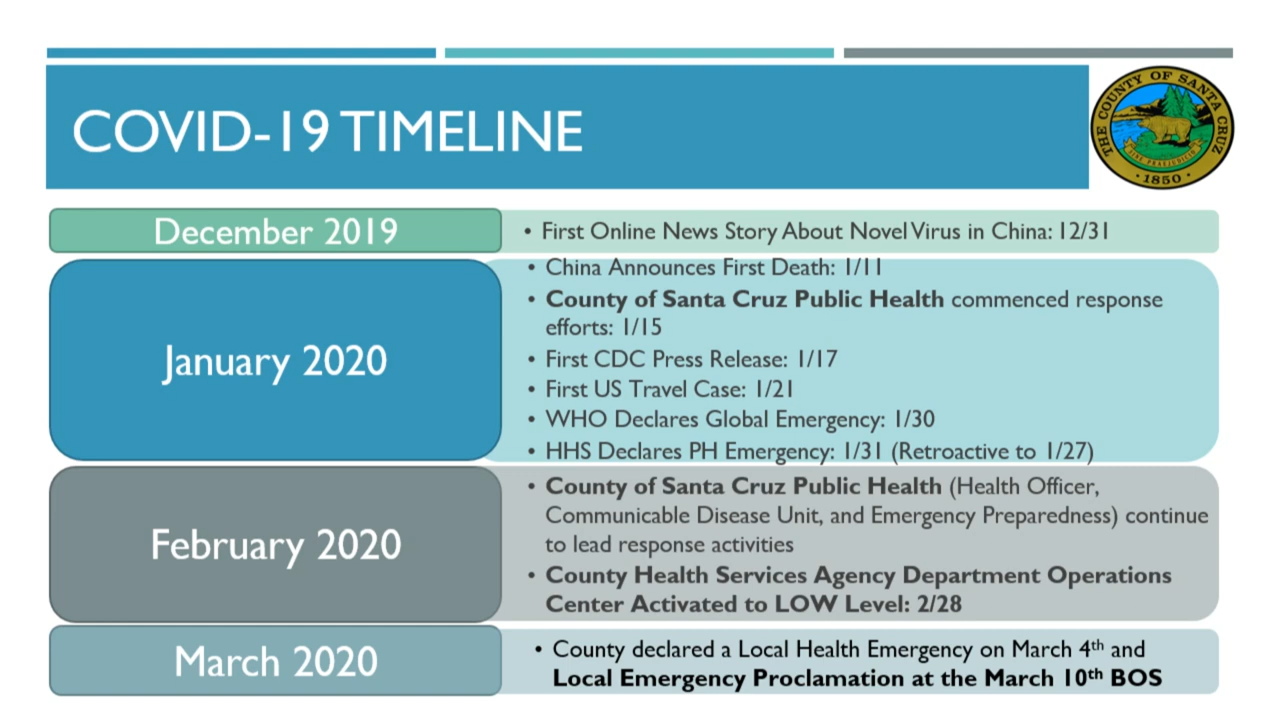 COVID-19 TIMELINE
THE COUNTY OF SANTA CRUZ
1850
December 2019
• First Online News Story About Novel Virus in China: 12/31
January 2020
• China Announces First Death: 1/11
• County of Santa Cruz Public Health commenced response
efforts: 1/15
• First CDC Press Release: 1/17
• First US Travel Case: 1/21
• WHO Declares Global Emergency: 1/30
• HHS Declares PH Emergency: 1/31 (Retroactive to 1/27)
February 2020
• County of Santa Cruz Public Health (Health Officer,
Communicable Disease Unit, and Emergency Preparedness) continue
to lead response activities
• County Health Services Agency Department Operations
Center Activated to LOW Level: 2/28
March 2020
• County declared a Local Health Emergency on March 4th and
Local Emergency Proclamation at the March 10th BOS